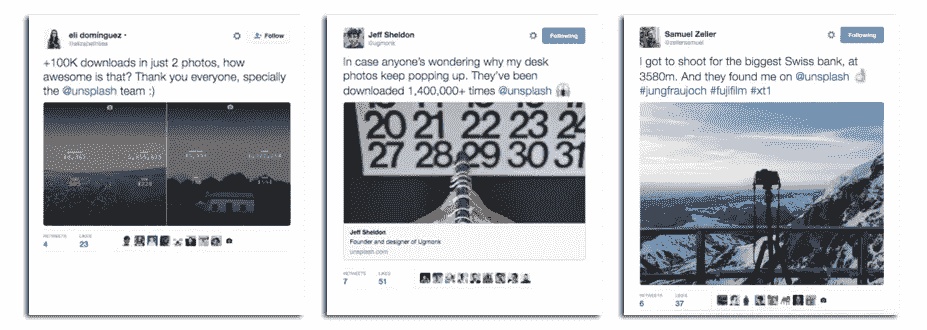 eli domínguez
Follow
+100K downloads in just 2 photos, how
awesome is that? Thank you everyone, specially
the @unsplash team :)
RETWEETS LIKES
4 23
Jeff Sheldon
@ugmonk
Following
In case anyone's wondering why my desk
photos keep popping up. They've been
downloaded 1,400,000+ times @unsplash 😱
20 21 22 23 24
27 28 29 30 31
Jeff Sheldon
Founder and designer of Ugmonk
unsplash.com
RETWEETS LIKES
7 51
Samuel Zeller
@zellersamuel
Following
I got to shoot for the biggest Swiss bank, at
3580m. And they found me on @unsplash 👌
#jungfraujoch #fujifilm #xt1
RETWEETS LIKES
6 37